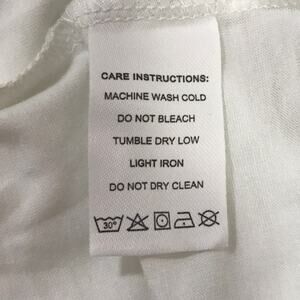 CARE INSTRUCTIONS:
MACHINE WASH COLD
DO NOT BLEACH
TUMBLE DRY LOW
LIGHT IRON
DO NOT DRY CLEAN
30°